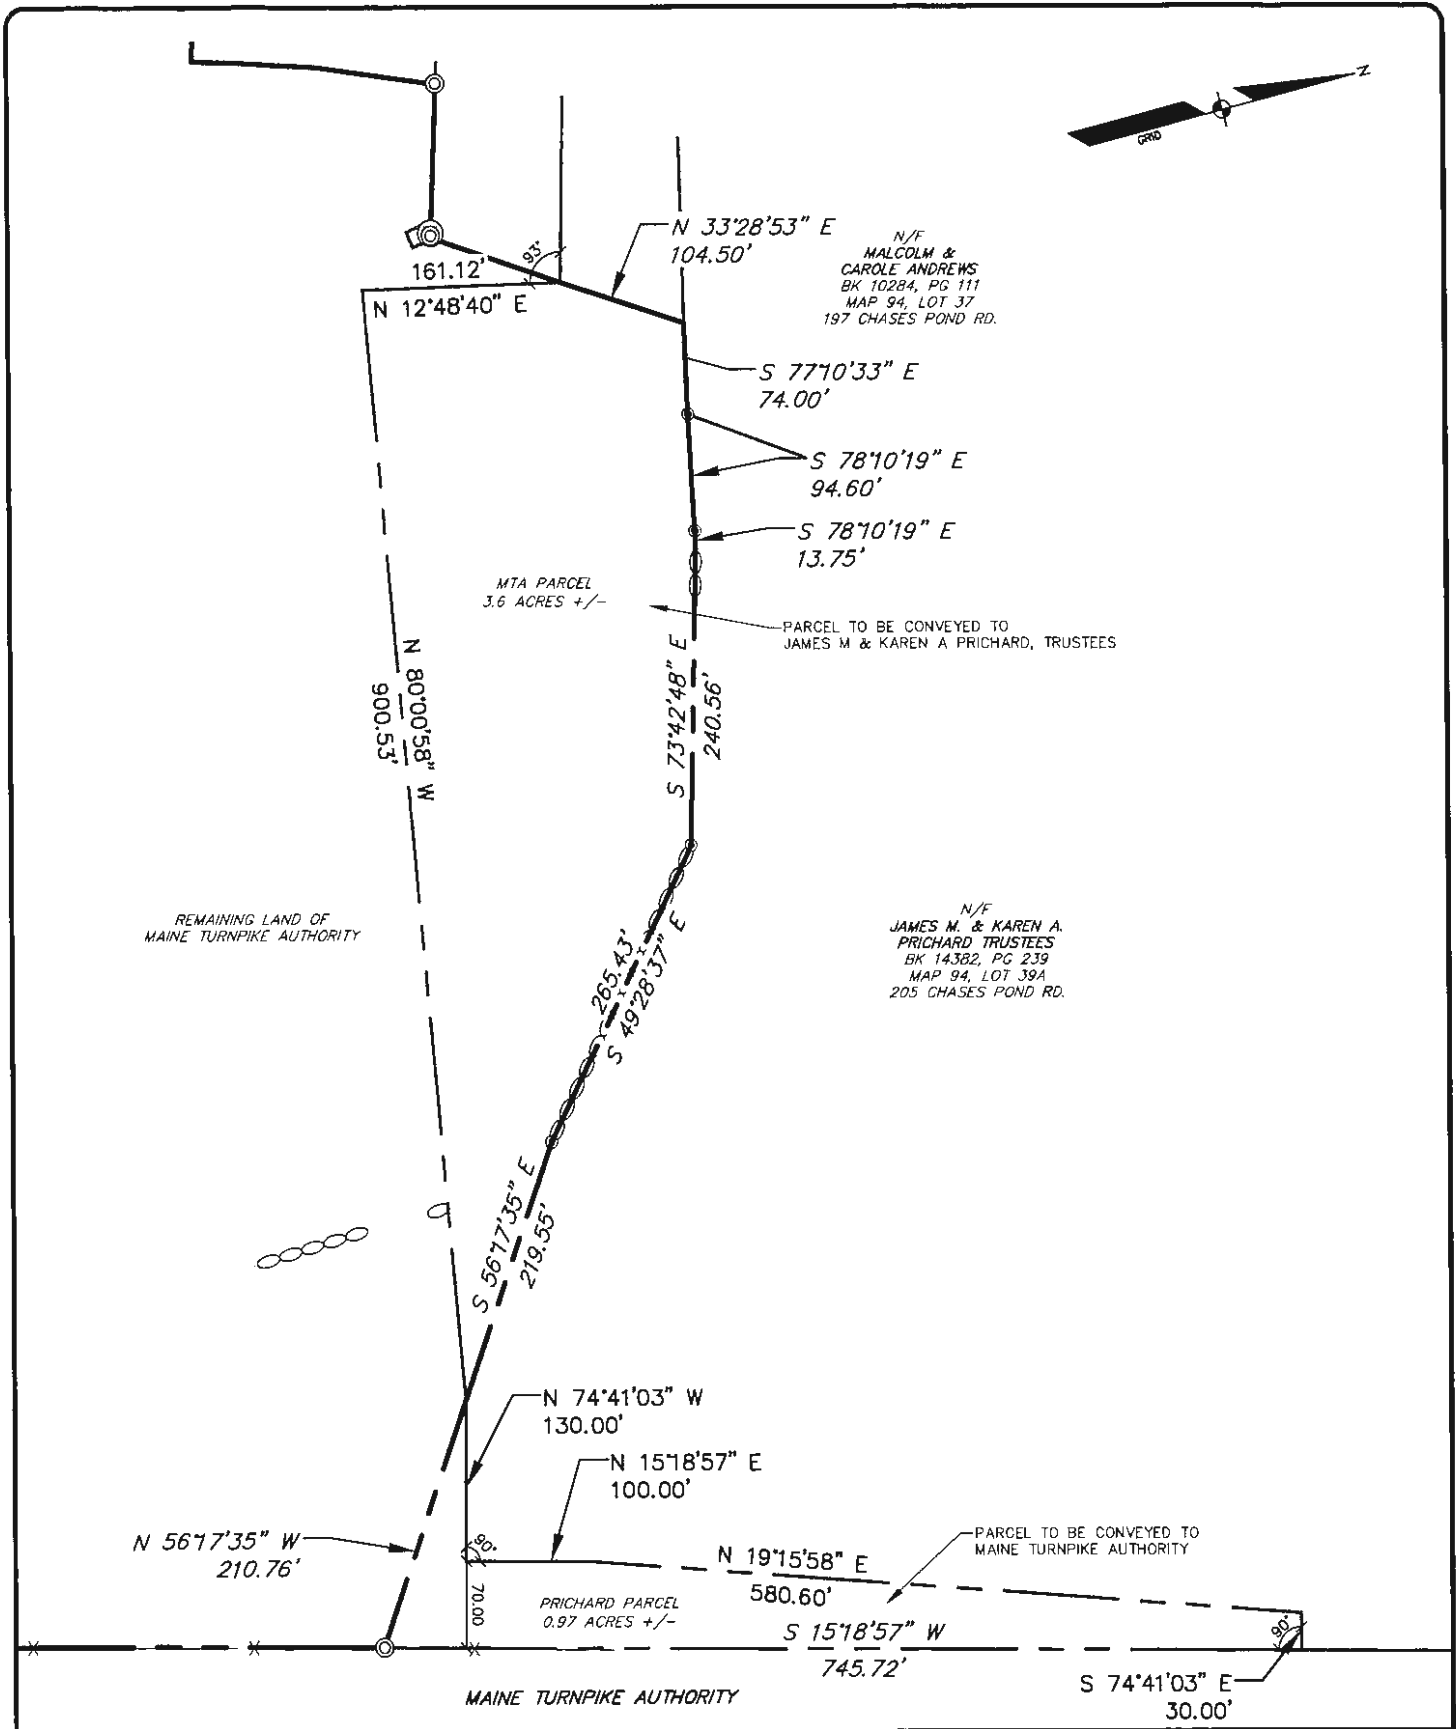 Z
GRID
N 33°28'53" E
104.50'
N/F
MALCOLM &
CAROLE ANDREWS
BK 10284, PG 111
MAP 94, LOT 37
197 CHASES POND RD.
93°
161.12'
N 12°48'40" E
S 77°10'33" E
74.00'
S 78°10'19" E
94.60'
S 78°10'19" E
13.75'
MTA PARCEL
3.6 ACRES +/-
PARCEL TO BE CONVEYED TO
JAMES M & KAREN A PRICHARD, TRUSTEES
S 73°42'48" E
240.56'
N 80°00'58" W
900.53'
REMAINING LAND OF
MAINE TURNPIKE AUTHORITY
N/F
JAMES M. & KAREN A.
PRICHARD TRUSTEES
BK 14382, PG 239
MAP 94, LOT 39A
205 CHASES POND RD.
265.43'
S 49°28'37" E
S 56°17'35" E
219.55'
N 74°41'03" W
130.00'
N 15°18'57" E
100.00'
N 56°17'35" W
210.76'
90°
70.00
PRICHARD PARCEL
0.97 ACRES +/-
N 19°15'58" E
580.60'
PARCEL TO BE CONVEYED TO
MAINE TURNPIKE AUTHORITY
S 15°18'57" W
745.72'
90°
S 74°41'03" E
30.00'
MAINE TURNPIKE AUTHORITY